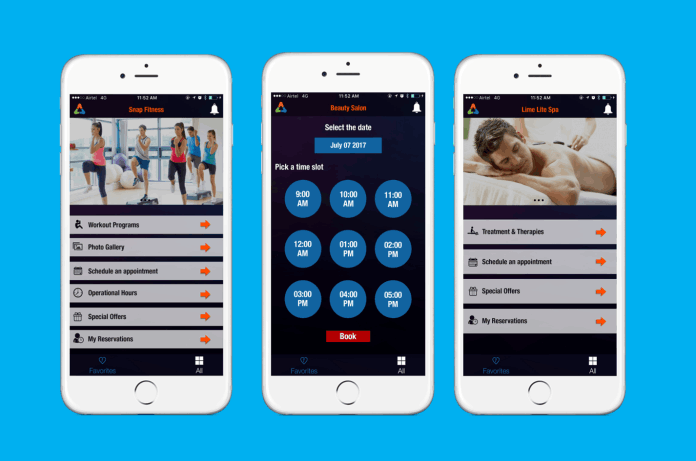 Airtel 4G 11:52 AM
Snap Fitness
Workout Programs
Photo Gallery
Schedule an appointment
Operational Hours
Special Offers
My Reservations
Favorites All
Airtel 4G 11:52 AM
Beauty Salon
Select the date
July 07 2017
Pick a time slot
9:00 AM
10:00 AM
11:00 AM
12:00 AM
01:00 PM
02:00 PM
03:00 PM
04:00 PM
05:00 PM
Book
Favorites All
Airtel 4G 11:52 AM
Lime Lite Spa
Treatment & Therapies
Schedule an appointment
Special Offers
My Reservations
Favorites All